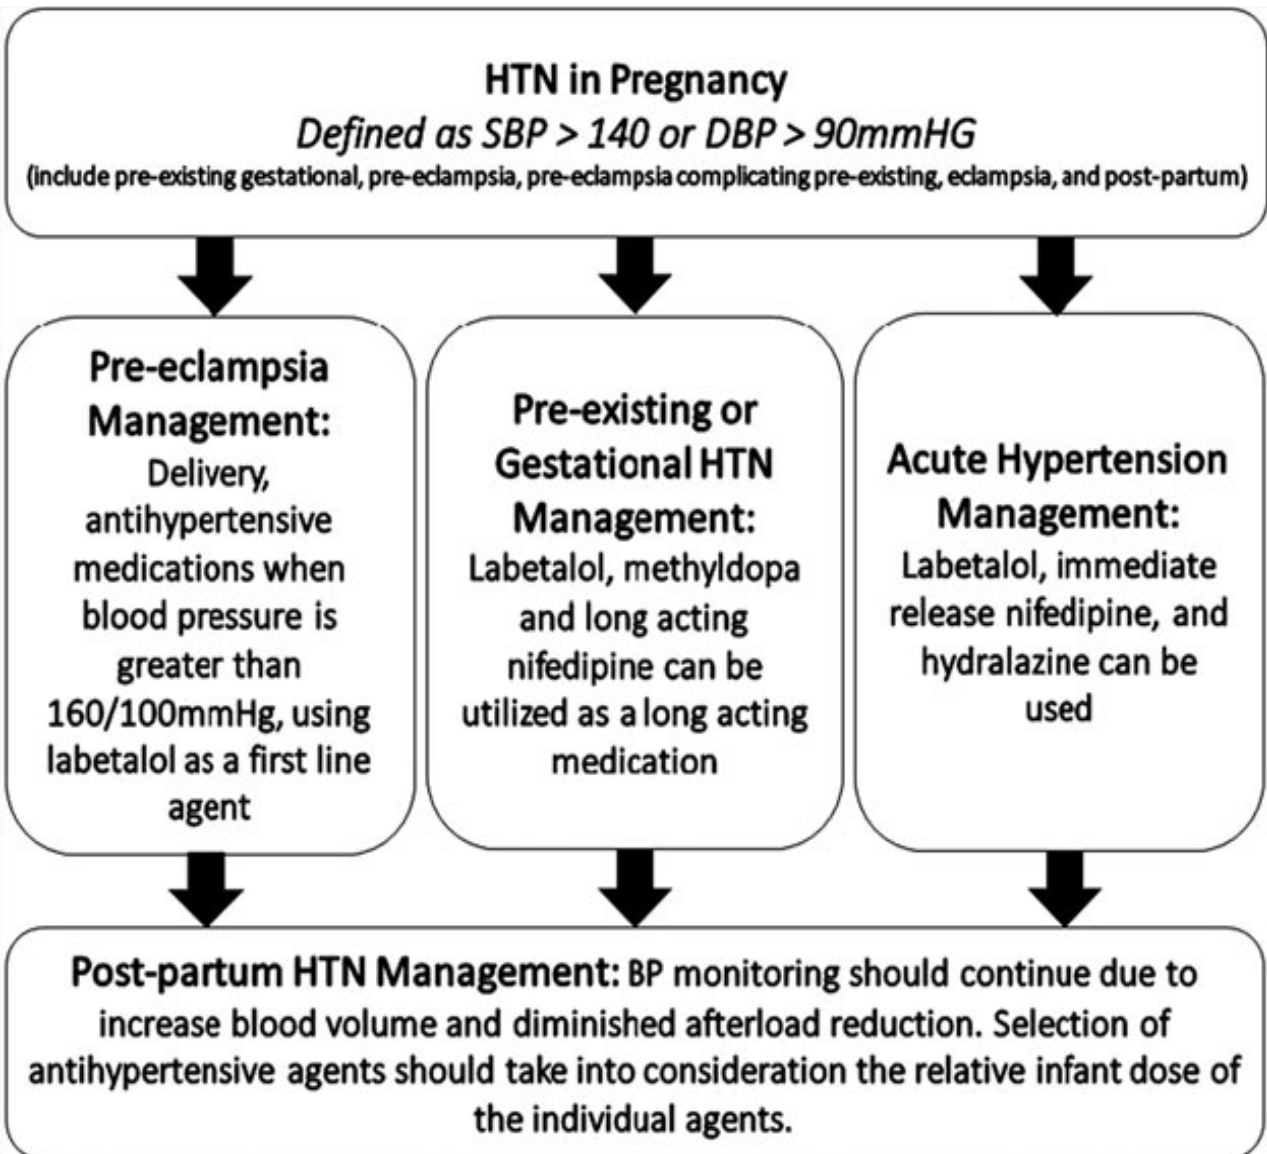 HTN in Pregnancy
Defined as SBP > 140 or DBP > 90mmHG
(include pre-existing gestational, pre-eclampsia, pre-eclampsia complicating pre-existing, eclampsia, and post-partum)
Pre-eclampsia
Management:
Delivery,
antihypertensive
medications when
blood pressure is
greater than
160/100mmHg, using
labetalol as a first line
agent
Pre-existing or
Gestational HTN
Management:
Labetalol, methyldopa
and long acting
nifedipine can be
utilized as a long acting
medication
Acute Hypertension
Management:
Labetalol, immediate
release nifedipine, and
hydralazine can be
used
Post-partum HTN Management: BP monitoring should continue due to
increase blood volume and diminished afterload reduction. Selection of
antihypertensive agents should take into consideration the relative infant dose of
the individual agents.